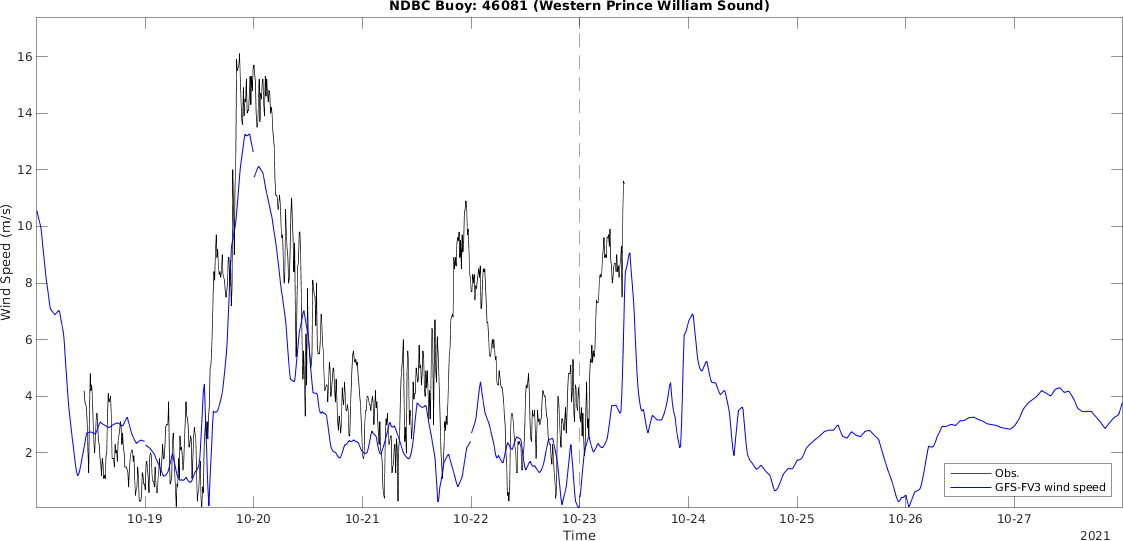 NDBC Buoy: 46081 (Western Prince William Sound)
16
14
12
10
8
6
4
2
Wind Speed (m/s)
Obs.
GFS-FV3 wind speed
10-19 10-20 10-21 10-22 10-23 10-24 10-25 10-26 10-27
Time
2021